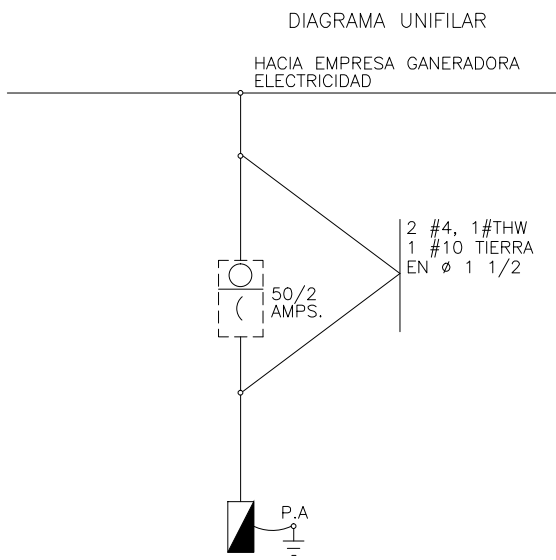 DIAGRAMA UNIFILAR
HACIA EMPRESA GANERADORA
ELECTRICIDAD
2 #4, 1#THW
1 #10 TIERRA
EN ø 1 1/2
50/2
AMPS.
P.A